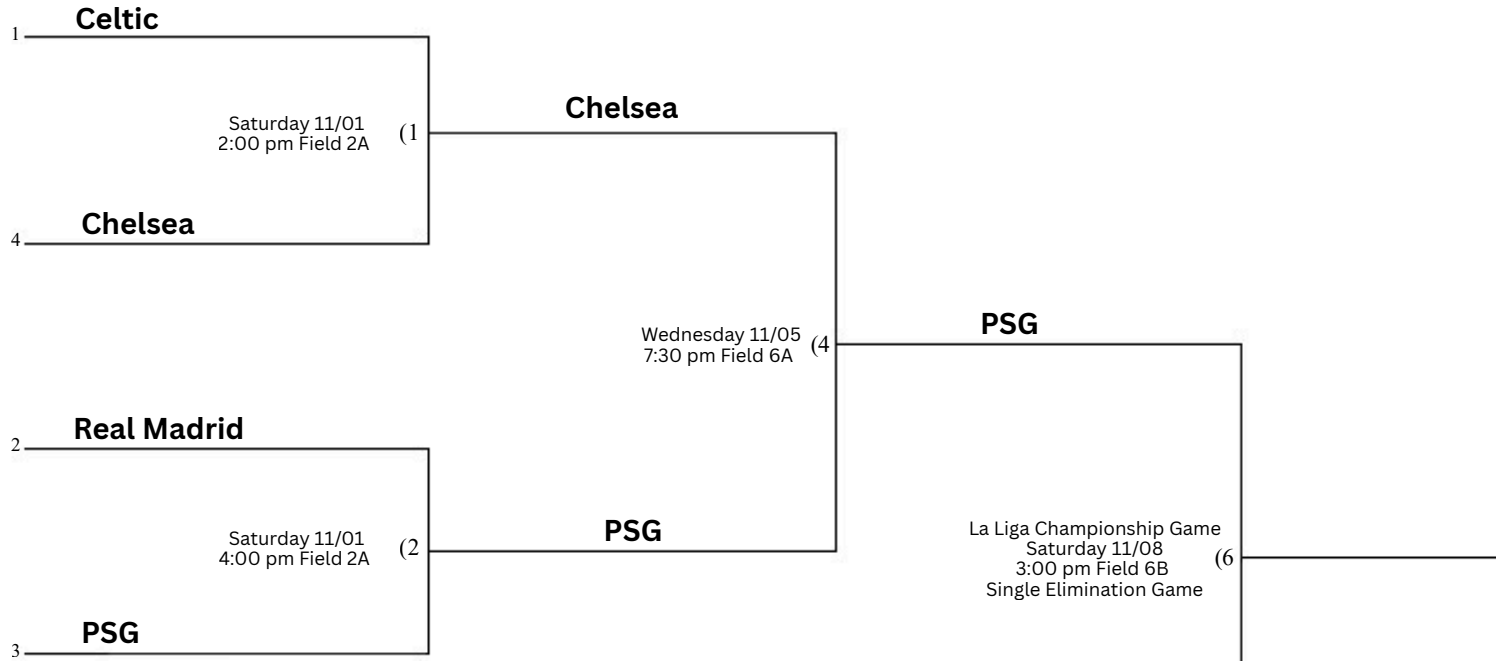 Celtic
1
Saturday 11/01
2:00 pm Field 2A
(1
Chelsea
Chelsea
4
Wednesday 11/05
7:30 pm Field 6A
(4
PSG
Real Madrid
2
Saturday 11/01
4:00 pm Field 2A
(2
PSG
La Liga Championship Game
Saturday 11/08
3:00 pm Field 6B
Single Elimination Game
(6
PSG
3